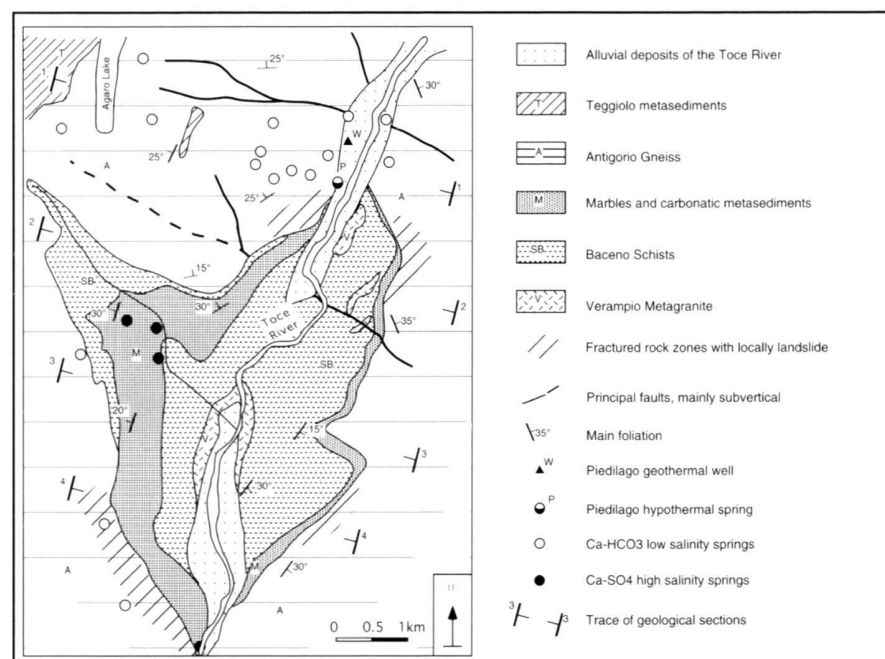 T
1
Agaro Lake
25°
30°
W
A
25°
P
25°
A
1
2
V
SB
15°
30°
30°
Toce
River
2
35°
3
M
SB
20°
V
15°
3
4
30°
4
A
M
30°
A
N
0 0.5 1km
Alluvial deposits of the Toce River
T Teggiolo metasediments
A Antigorio Gneiss
M Marbles and carbonatic metasediments
SB Baceno Schists
V Verampio Metagranite
Fractured rock zones with locally landslide
Principal faults, mainly subvertical
35° Main foliation
W Piedilago geothermal well
P Piedilago hypothermal spring
Ca-HCO3 low salinity springs
Ca-SO4 high salinity springs
3 3 Trace of geological sections